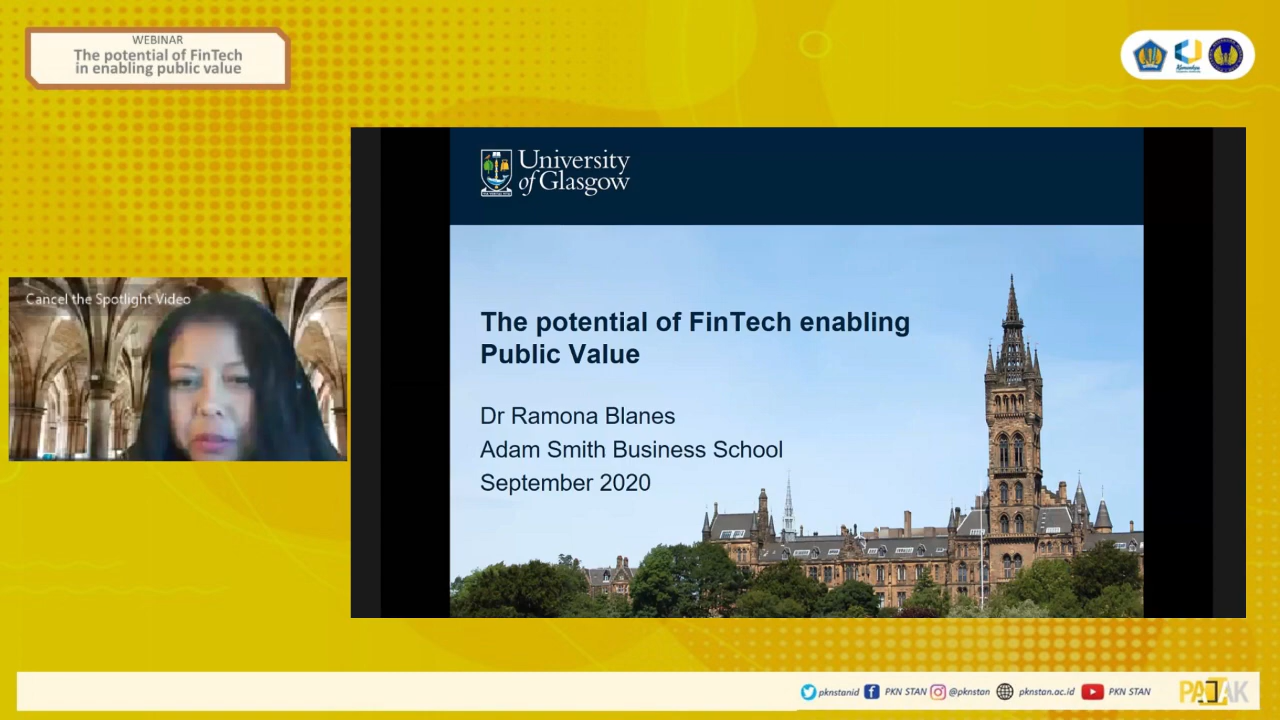 WEBINAR
The potential of FinTech
in enabling public value
University
of Glasgow
Cancel the Spotlight Video
The potential of FinTech enabling
Public Value
Dr Ramona Blanes
Adam Smith Business School
September 2020
pknstanid PKN STAN @pknstan pknstan.ac.id PKN STAN
PAJAK